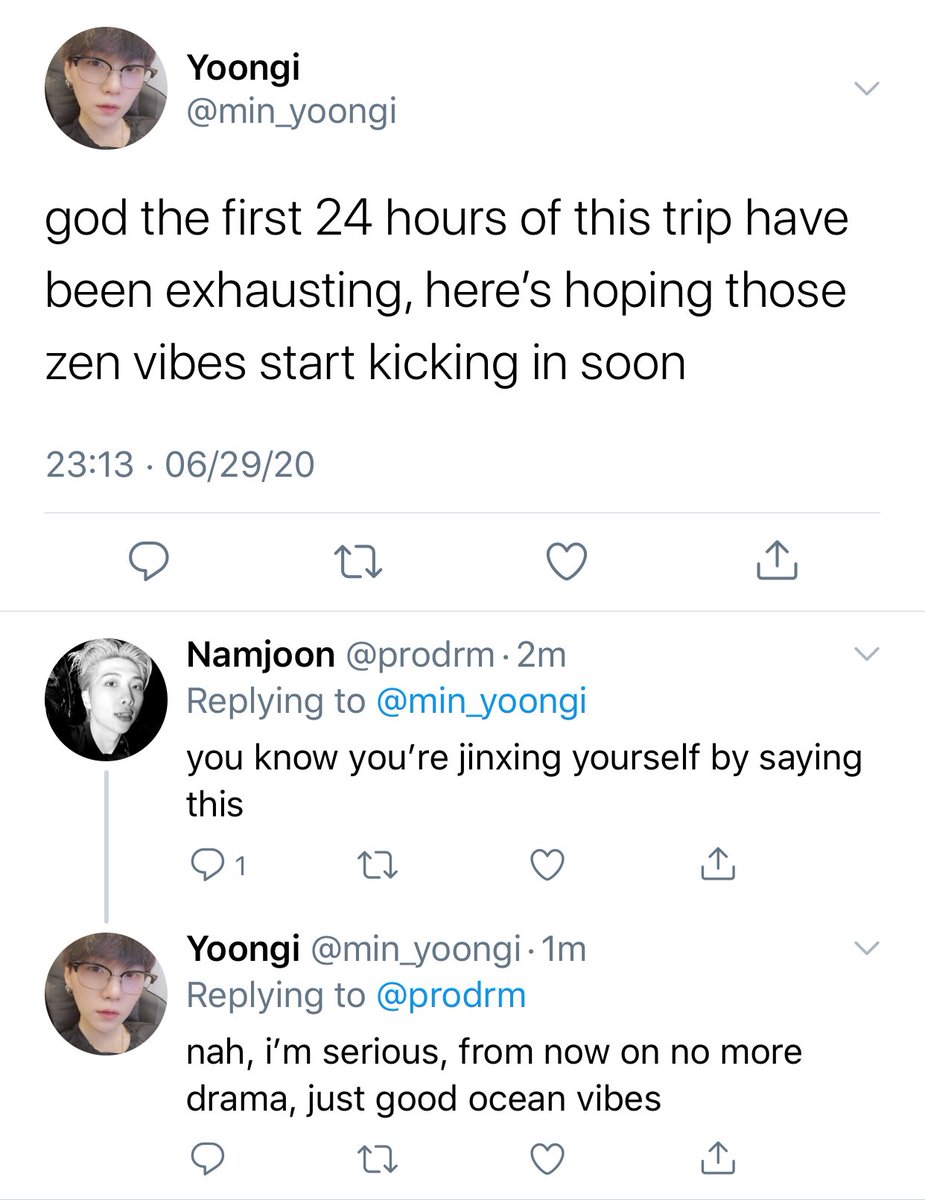 Yoongi
@min_yoongi
god the first 24 hours of this trip have
been exhausting, here’s hoping those
zen vibes start kicking in soon
23:13 · 06/29/20
Namjoon @prodrm · 2m
Replying to @min_yoongi
you know you’re jinxing yourself by saying
this
1
Yoongi @min_yoongi · 1m
Replying to @prodrm
nah, i’m serious, from now on no more
drama, just good ocean vibes